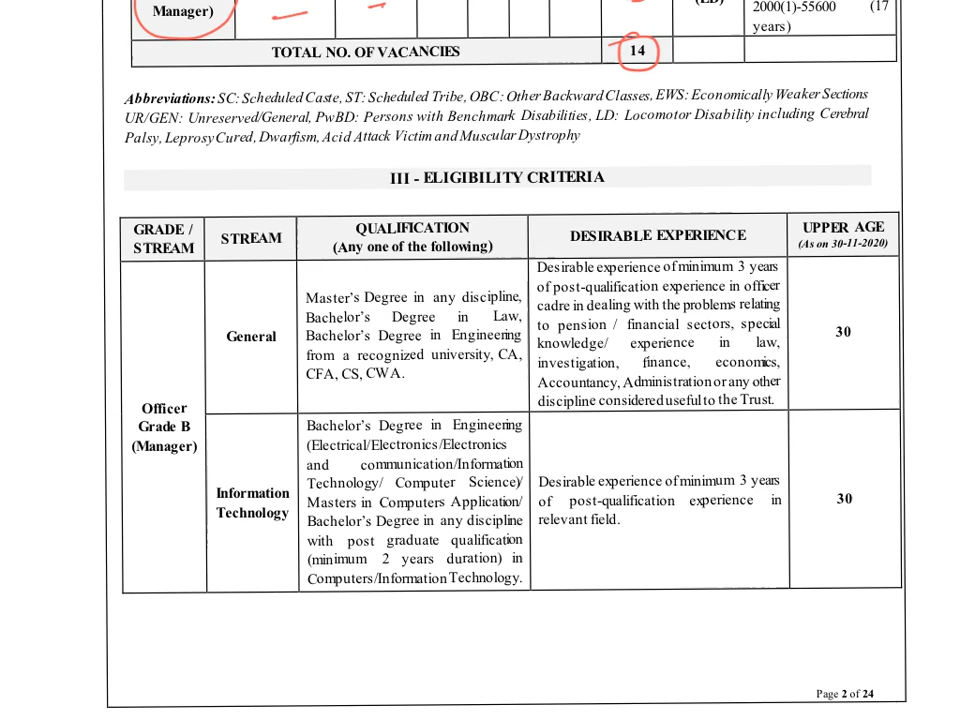 Manager)
2000(1)-55600 (17
years)
TOTAL NO. OF VACANCIES 14
Abbreviations: SC: Scheduled Caste, ST: Scheduled Tribe, OBC: Other Backward Classes, EWS: Economically Weaker Sections
UR/GEN: Unreserved/General, PwBD: Persons with Benchmark Disabilities, LD: Locomotor Disability including Cerebral
Palsy, Leprosy Cured, Dwarfism, Acid Attack Victim and Muscular Dystrophy
III - ELIGIBILITY CRITERIA
GRADE /
STREAM
STREAM
QUALIFICATION
(Any one of the following)
DESIRABLE EXPERIENCE
UPPER AGE
(As on 30-11-2020)
Officer
Grade B
(Manager)
General
Master's Degree in any discipline,
Bachelor's Degree in Law,
Bachelor's Degree in Engineering
from a recognized university, CA,
CFA, CS, CWA.
Desirable experience of minimum 3 years
of post-qualification experience in officer
cadre in dealing with the problems relating
to pension / financial sectors, special
knowledge/ experience in law,
investigation, finance, economics,
Accountancy, Administration or any other
discipline considered useful to the Trust.
30
Information
Technology
Bachelor's Degree in Engineering
(Electrical/Electronics/Electronics
and communication/Information
Technology/ Computer Science)/
Masters in Computers Application/
Bachelor's Degree in any discipline
with post graduate qualification
(minimum 2 years duration) in
Computers/Information Technology.
Desirable experience of minimum 3 years
of post-qualification experience in
relevant field.
30
Page 2 of 24